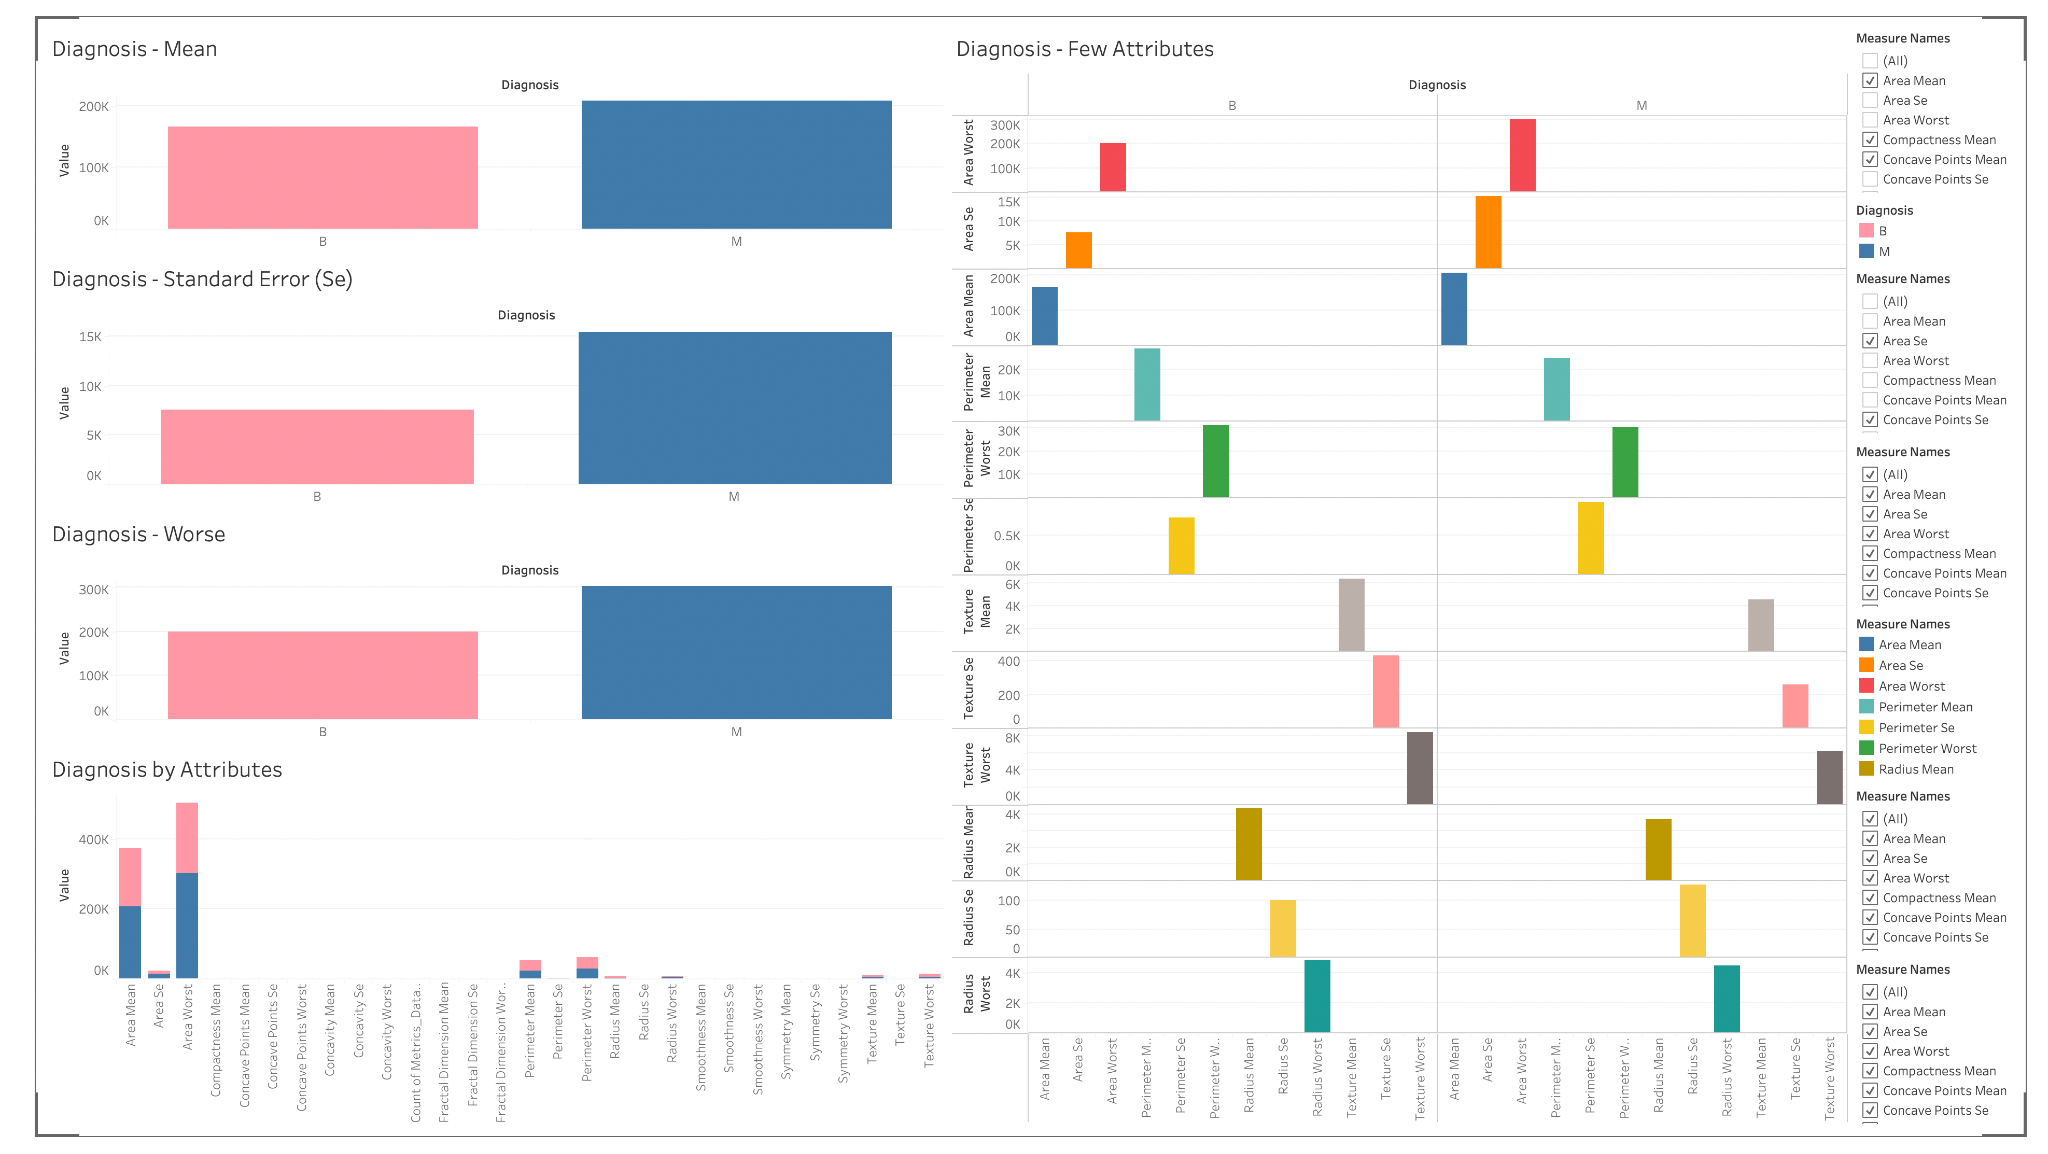 Diagnosis - Mean
Diagnosis
Value
200K
100K
0K
B
M
Diagnosis - Standard Error (Se)
Diagnosis
Value
15K
10K
5K
0K
B
M
Diagnosis - Worse
Diagnosis
Value
300K
200K
100K
0K
B
M
Diagnosis by Attributes
Value
400K
200K
0K
Area Mean
Area Se
Area Worst
Compactness Mean
Concave Points Mean
Concave Points Se
Concave Points Worst
Concavity Mean
Concavity Se
Concavity Worst
Count of Metrics_Data..
Fractal Dimension Mean
Fractal Dimension Se
Fractal Dimension Wor..
Perimeter Mean
Perimeter Se
Perimeter Worst
Radius Mean
Radius Se
Radius Worst
Smoothness Mean
Smoothness Se
Smoothness Worst
Symmetry Mean
Symmetry Se
Symmetry Worst
Texture Mean
Texture Se
Texture Worst
Diagnosis - Few Attributes
Diagnosis
B
M
Area Worst
300K
200K
100K
Area Se
15K
10K
5K
Area Mean
200K
100K
0K
Perimeter
Mean
20K
10K
Perimeter
Worst
30K
20K
10K
Perimeter Se
0.5K
0K
Texture
Mean
6K
4K
2K
Texture Se
400
200
0
Texture
Worst
8K
4K
0K
Radius Mean
4K
2K
0K
Radius Se
100
50
0
Radius
Worst
4K
2K
0K
Area Mean
Area Se
Area Worst
Perimeter M..
Perimeter Se
Perimeter W..
Radius Mean
Radius Se
Radius Worst
Texture Mean
Texture Se
Texture Worst
Area Mean
Area Se
Area Worst
Perimeter M..
Perimeter Se
Perimeter W..
Radius Mean
Radius Se
Radius Worst
Texture Mean
Texture Se
Texture Worst
Measure Names
(All)
Area Mean
Area Se
Area Worst
Compactness Mean
Concave Points Mean
Concave Points Se
Diagnosis
B
M
Measure Names
(All)
Area Mean
Area Se
Area Worst
Compactness Mean
Concave Points Mean
Concave Points Se
Measure Names
(All)
Area Mean
Area Se
Area Worst
Compactness Mean
Concave Points Mean
Concave Points Se
Measure Names
Area Mean
Area Se
Area Worst
Perimeter Mean
Perimeter Se
Perimeter Worst
Radius Mean
Measure Names
(All)
Area Mean
Area Se
Area Worst
Compactness Mean
Concave Points Mean
Concave Points Se
Measure Names
(All)
Area Mean
Area Se
Area Worst
Compactness Mean
Concave Points Mean
Concave Points Se